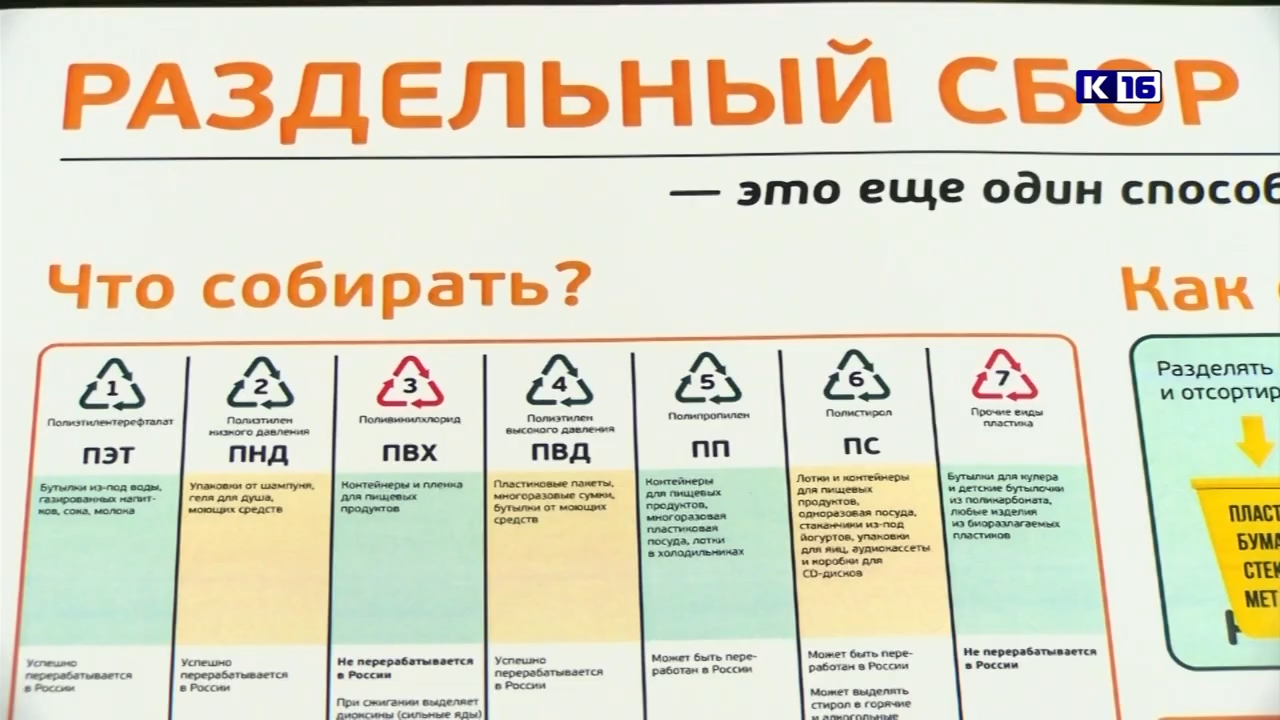 РАЗДЕЛЬНЫЙ СБОР
К 16
— это еще один способ
Что собирать?
Как
1
Полиэтилентерефталат
ПЭТ
Бутылки из-под воды,
газированных напит-
ков, сока, молока
Успешно
перерабатывается
в России
2
Полиэтилен
низкого давления
ПНД
Упаковки от шампуня,
геля для душа,
моющих средств
Успешно
перерабатывается
в России
3
Поливинилхлорид
ПВХ
Контейнеры и пленка
для пищевых
продуктов
Не перерабатывается
в России
При сжигании выделяет
диоксины (сильные яды)
4
Полиэтилен
высокого давления
ПВД
Пластиковые пакеты,
многоразовые сумки,
бутылки от моющих
средств
Успешно
перерабатывается
в России
5
Полипропилен
ПП
Контейнеры
для пищевых
продуктов,
многоразовая
пластиковая
посуда, лотки
в холодильниках
Может быть пере-
работан в России
6
Полистирол
ПС
Лотки и контейнеры
для пищевых
продуктов,
одноразовая посуда,
стаканчики из-под
йогуртов, упаковки
для яиц, аудиокассеты
и коробки для
CD-дисков
Может быть пере-
работан в России
Может выделять
стирол в горячие
и алкогольные
7
Прочие виды
пластика
Бутылки для кулера
и детские бутылочки
из поликарбоната,
любые изделия
из биоразлагаемых
пластиков
Не перерабатывается
в России
Разделять
и отсортир
ПЛАСТ
БУМА
СТЕК
МЕТ